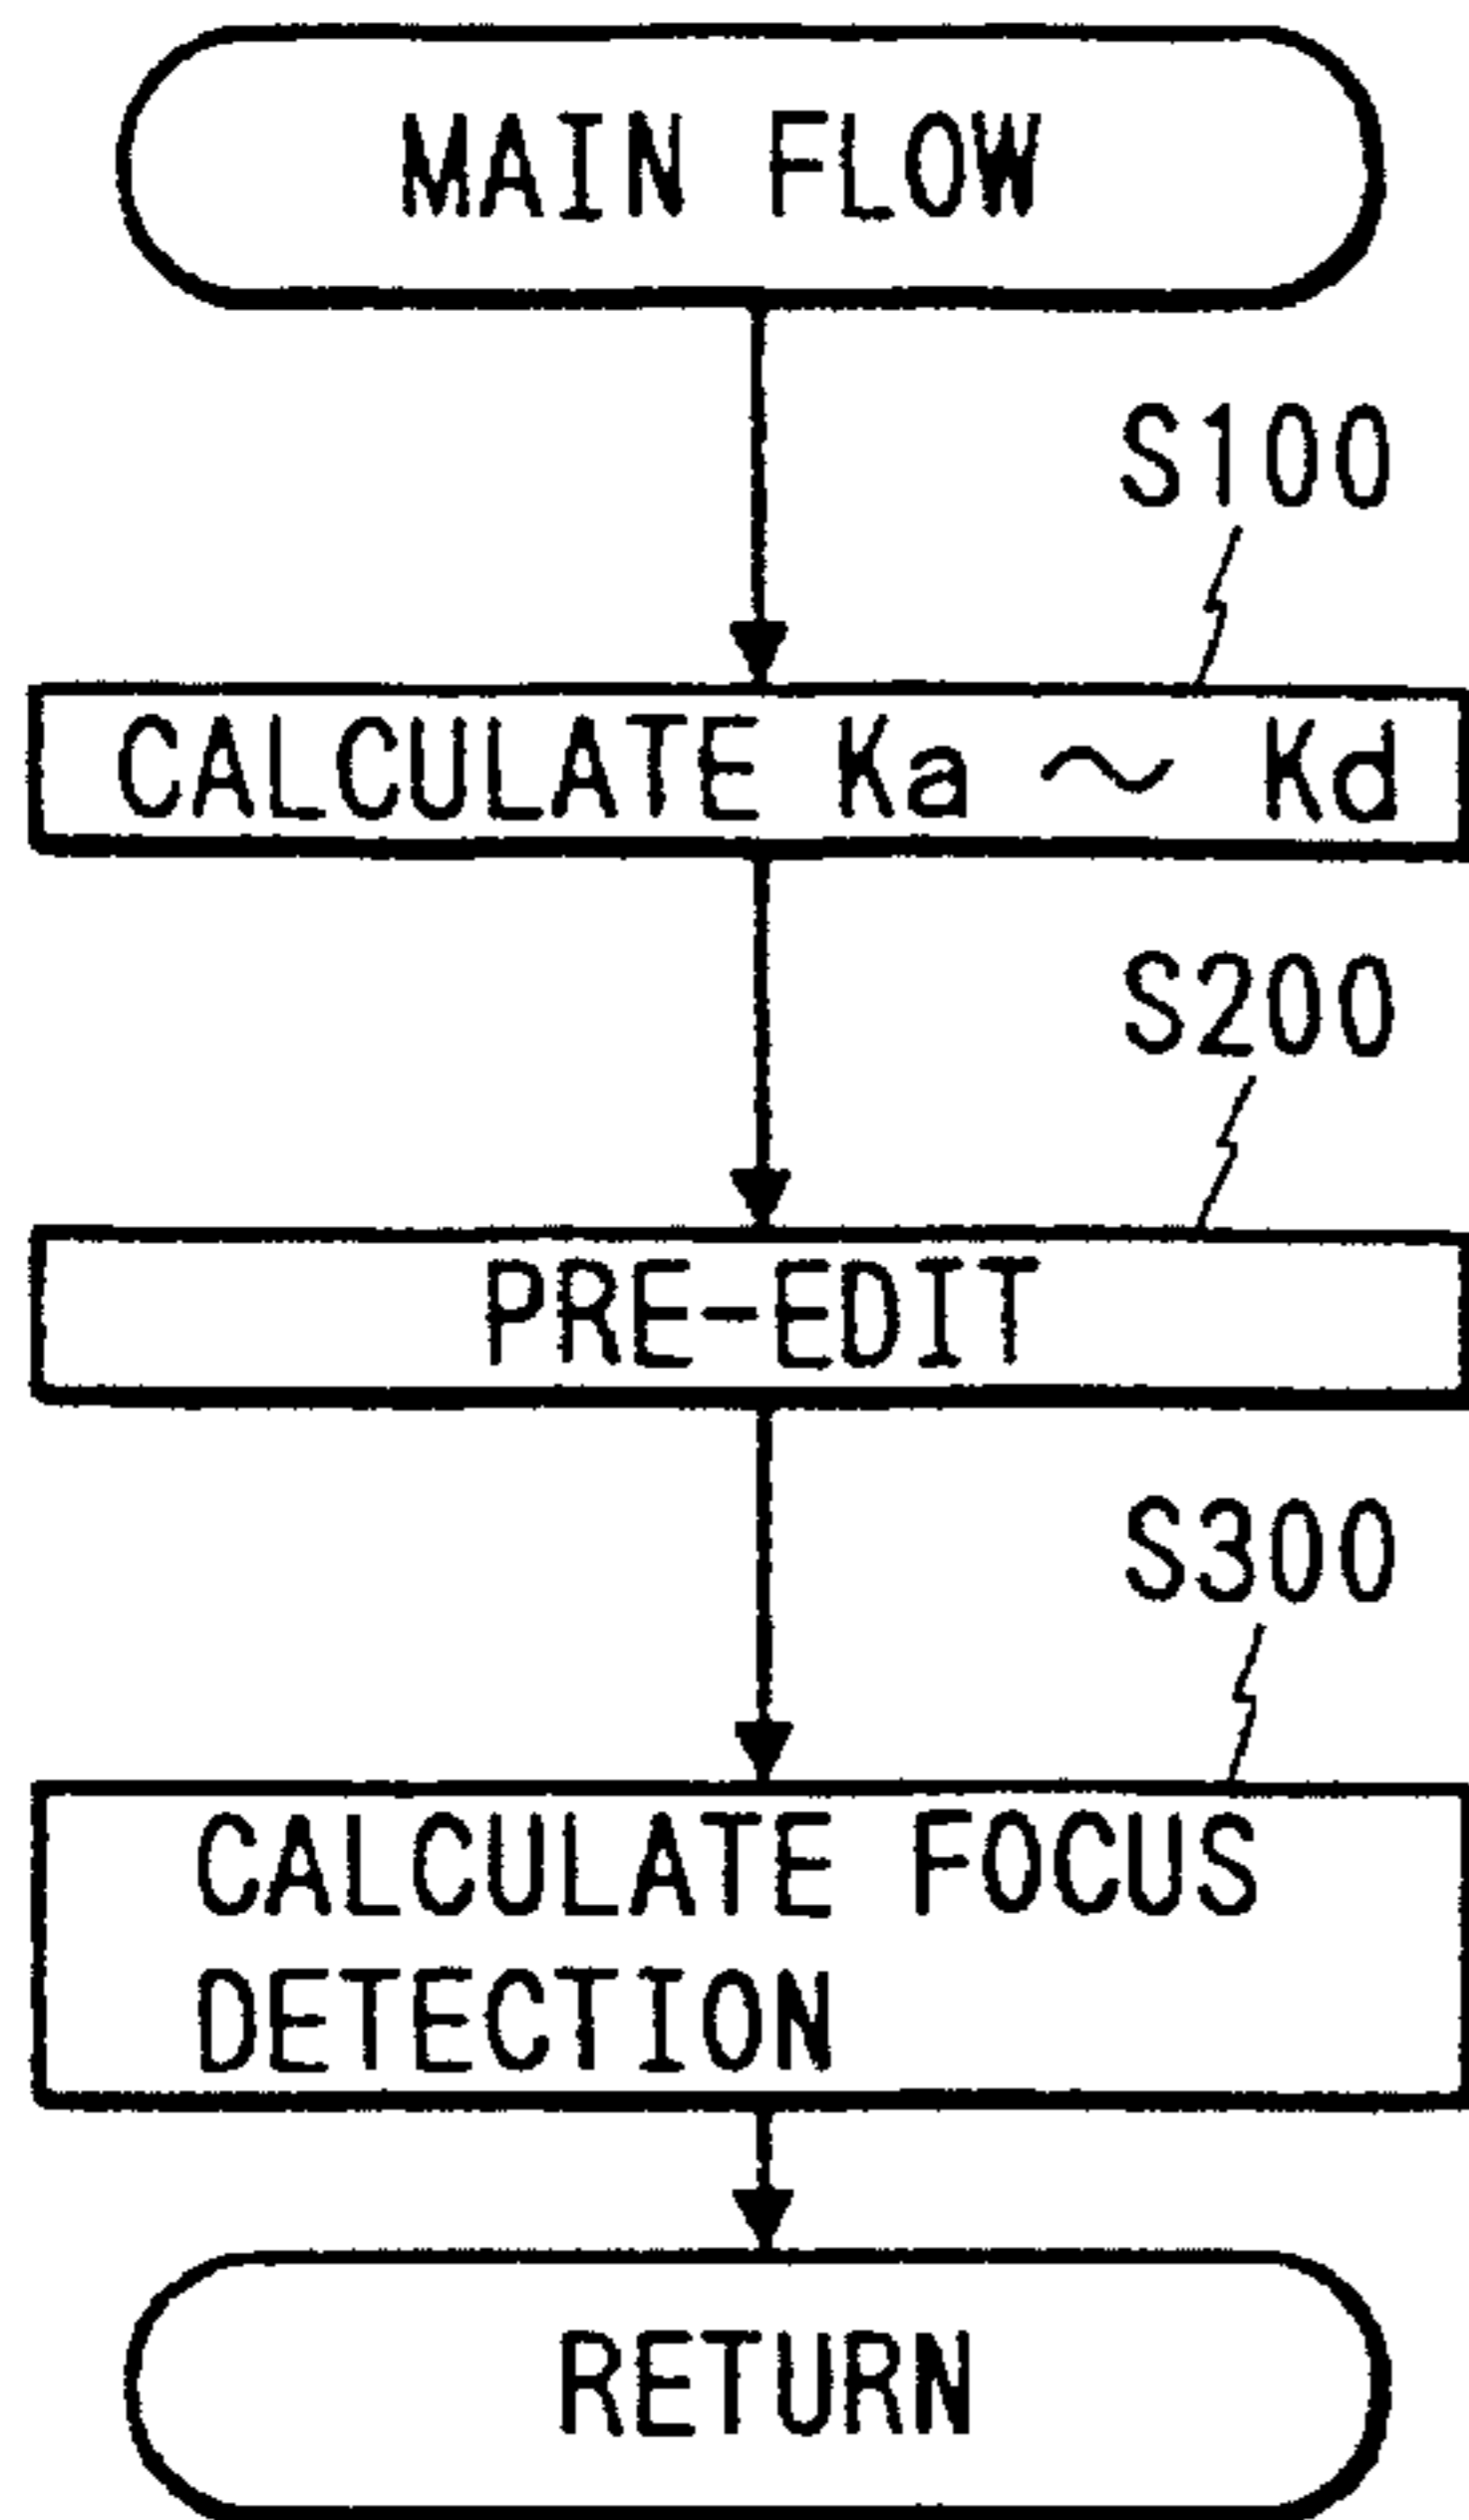 MAIN FLOW
S100
CALCULATE Ka ~ Kd
S200
PRE-EDIT
S300
CALCULATE FOCUS
DETECTION
RETURN